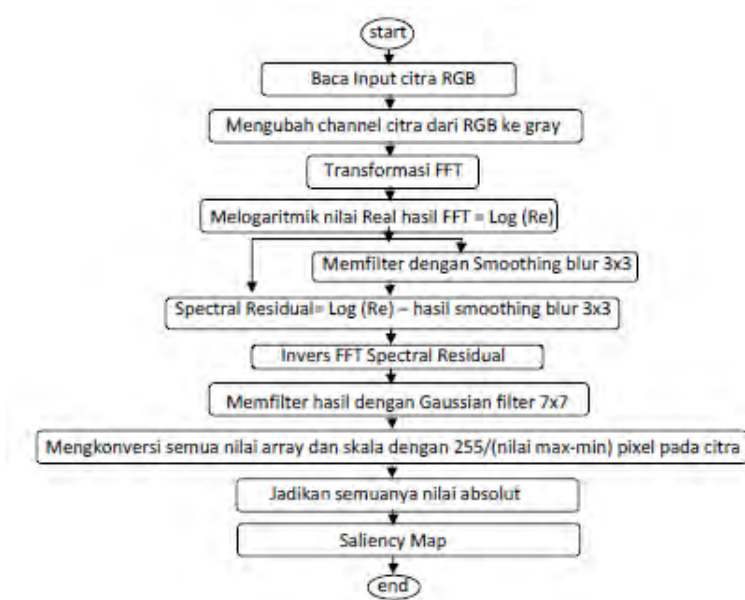 start
Baca Input citra RGB
Mengubah channel citra dari RGB ke gray
Transformasi FFT
Melogaritmik nilai Real hasil FFT = Log (Re)
Memfilter dengan Smoothing blur 3x3
Spectral Residual= Log (Re) – hasil smoothing blur 3x3
Invers FFT Spectral Residual
Memfilter hasil dengan Gaussian filter 7x7
Mengkonversi semua nilai array dan skala dengan 255/(nilai max-min) pixel pada citra
Jadikan semuanya nilai absolut
Saliency Map
end